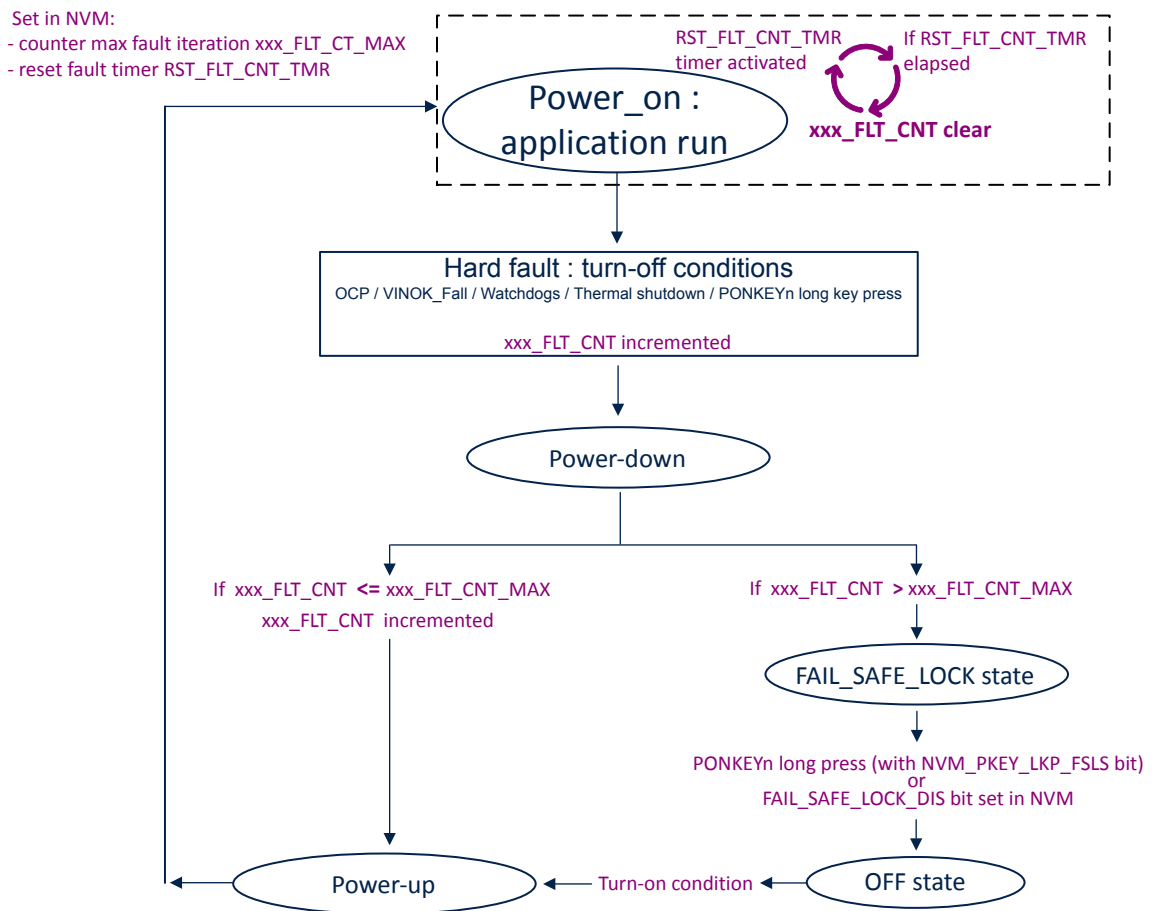 Set in NVM:
- counter max fault iteration xxx_FLT_CT_MAX
- reset fault timer RST_FLT_CNT_TMR
RST_FLT_CNT_TMR
timer activated
If RST_FLT_CNT_TMR
elapsed
xxx_FLT_CNT clear
Power_on :
application run
Hard fault : turn-off conditions
OCP / VINOK_Fall / Watchdogs / Thermal shutdown / PONKEYn long key press
xxx_FLT_CNT incremented
Power-down
If xxx_FLT_CNT <= xxx_FLT_CNT_MAX
xxx_FLT_CNT incremented
If xxx_FLT_CNT > xxx_FLT_CNT_MAX
FAIL_SAFE_LOCK state
PONKEYn long press (with NVM_PKEY_LKP_FSLS bit)
or
FAIL_SAFE_LOCK_DIS bit set in NVM
Power-up
Turn-on condition
OFF state